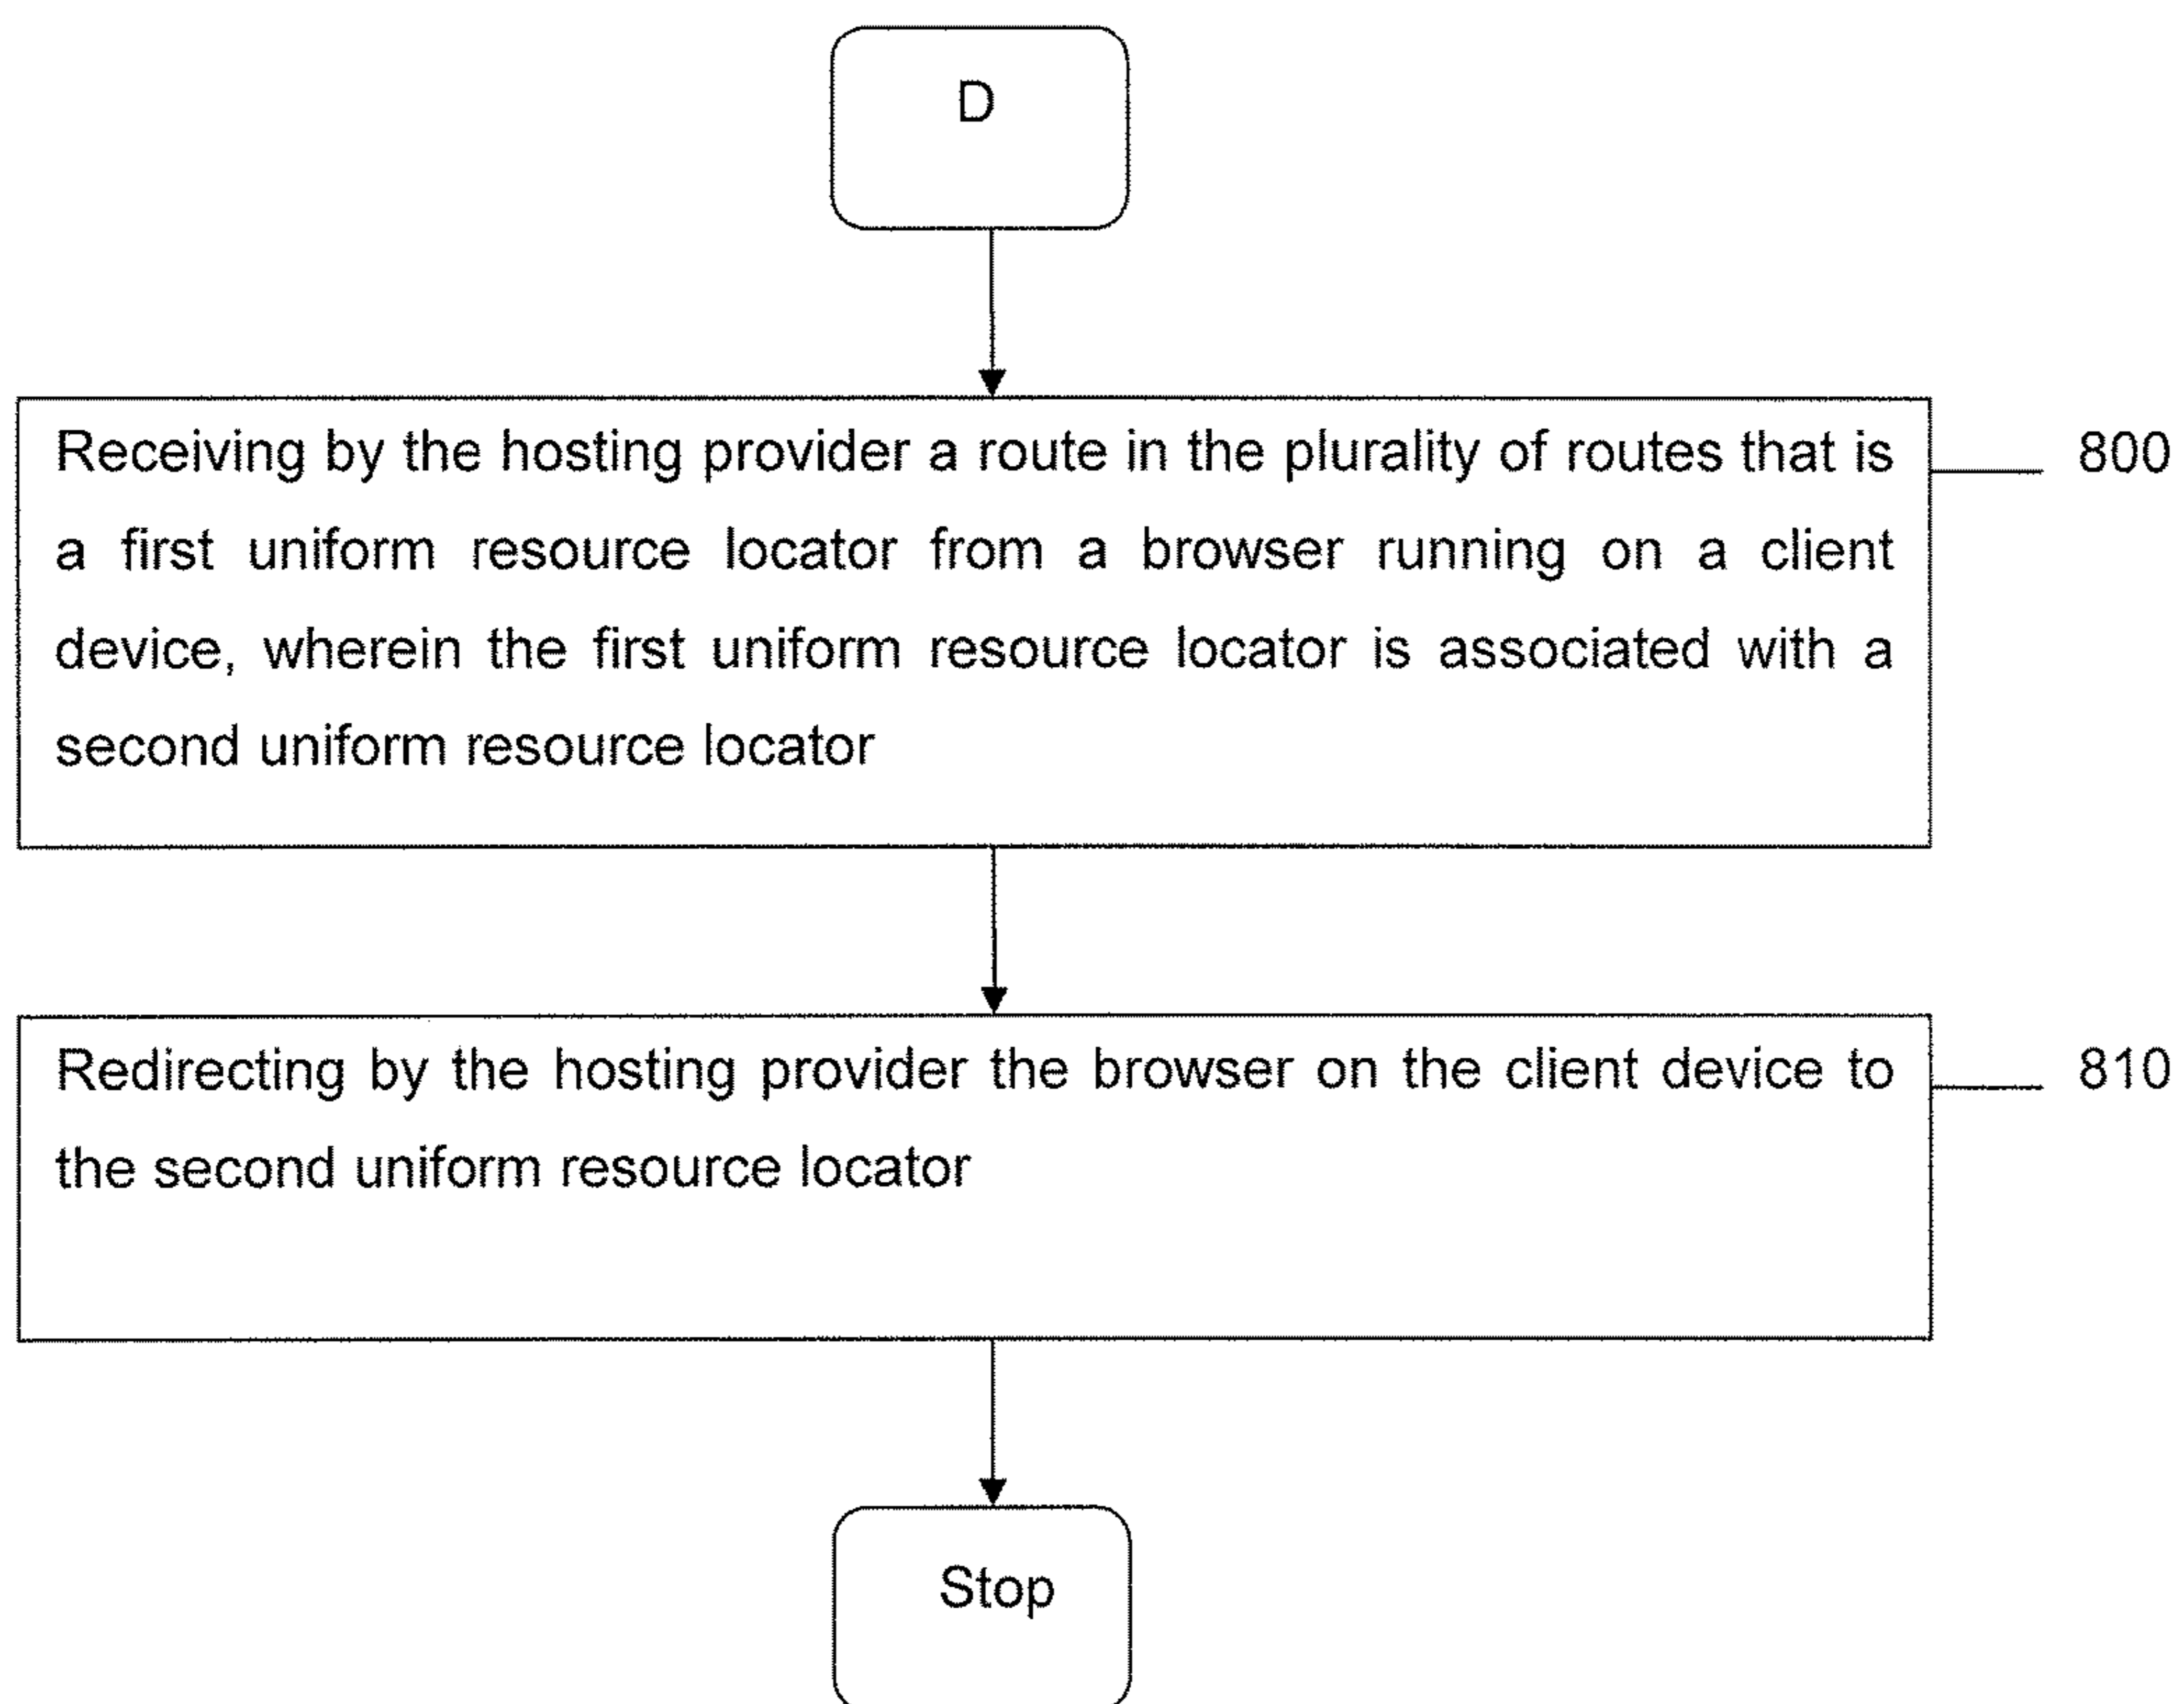 D
Receiving by the hosting provider a route in the plurality of routes that is
800
a first uniform resource locator from a browser running on a client
device, wherein the first uniform resource locator is associated with a
second uniform resource locator
Redirecting by the hosting provider the browser on the client device to
810
the second uniform resource locator
Stop